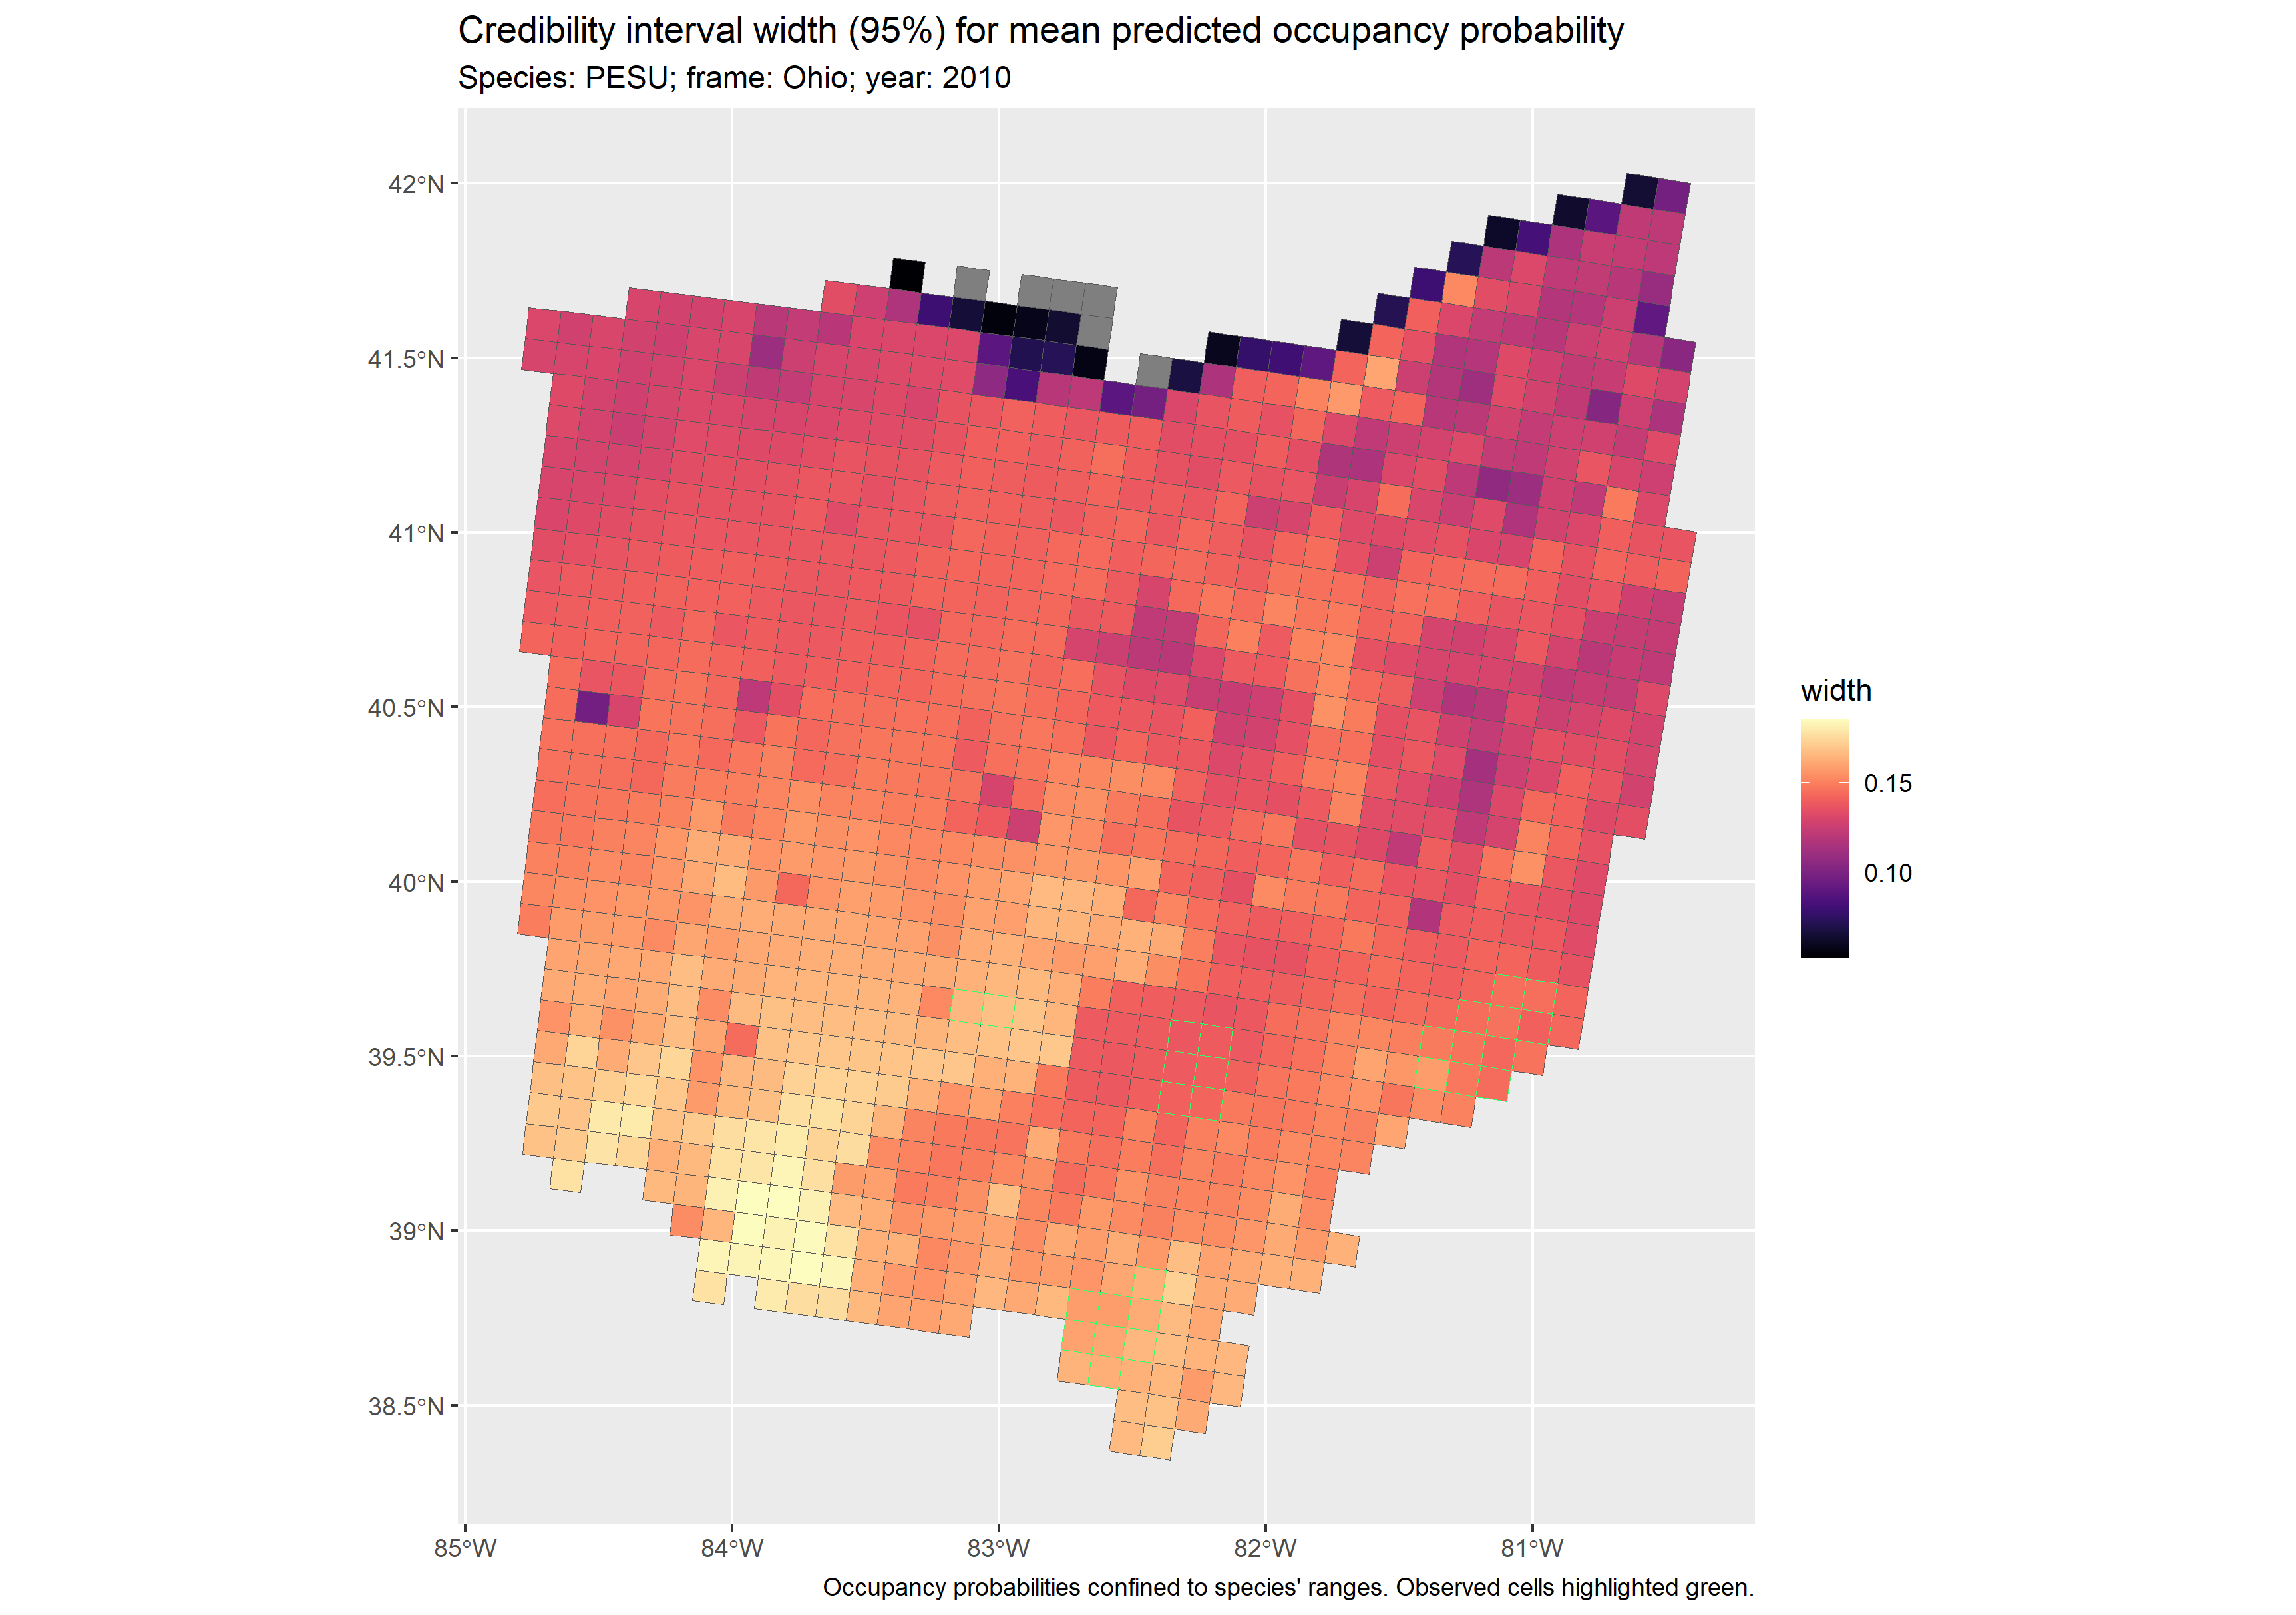 Credibility interval width (95%) for mean predicted occupancy probability
Species: PESU; frame: Ohio; year: 2010
42°N
41.5°N
41°N
40.5°N
40°N
39.5°N
39°N
38.5°N
85°W
84°W
83°W
82°W
81°W
width
0.15
0.10
Occupancy probabilities confined to species' ranges. Observed cells highlighted green.